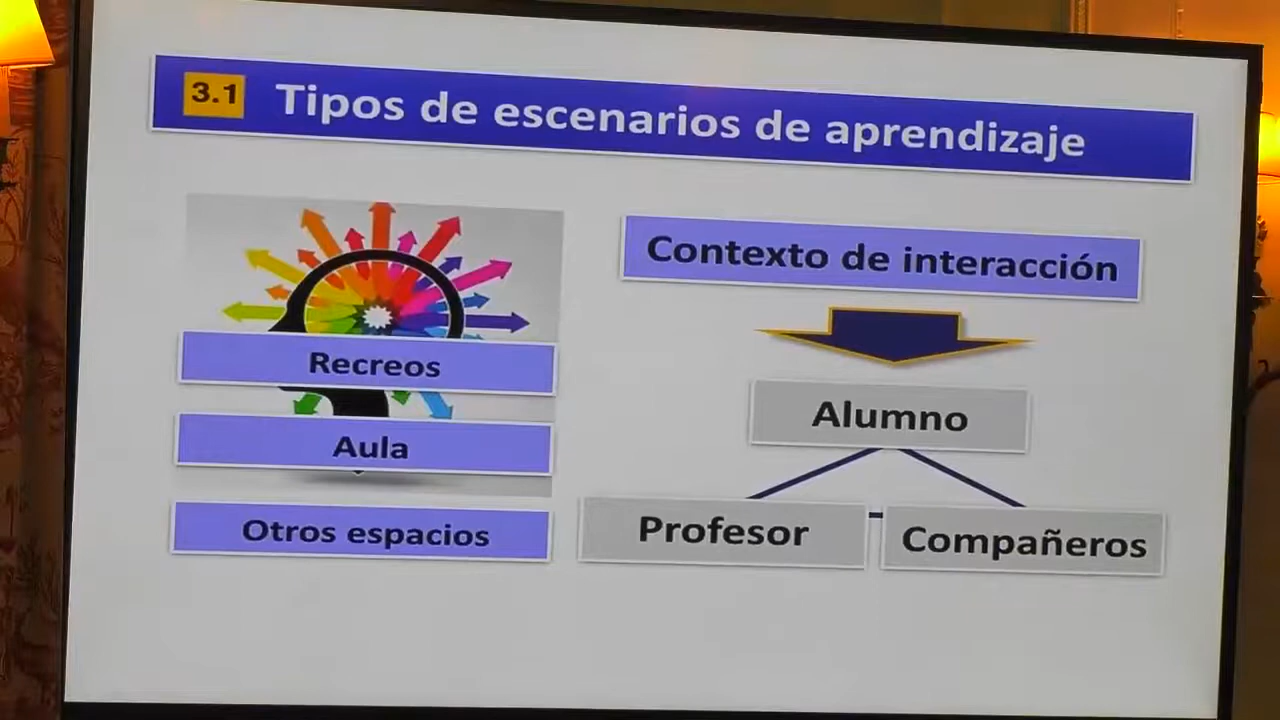 3.1 Tipos de escenarios de aprendizaje
Recreos
Aula
Otros espacios
Contexto de interacción
Alumno
Profesor
Compañeros